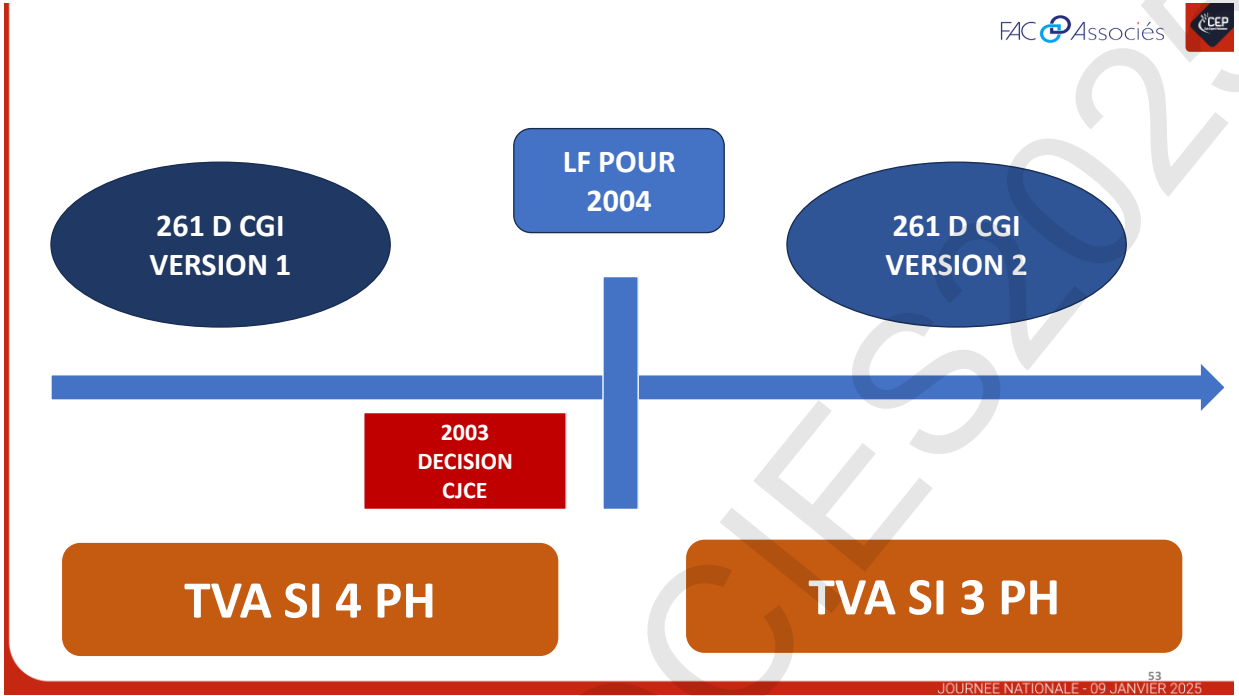 FAC Associés
CEP
LF POUR
2004
261 D CGI
VERSION 1
261 D CGI
VERSION 2
2003
DECISION
CJCE
TVA SI 4 PH
TVA SI 3 PH
53
JOURNEE NATIONALE - 09 JANVIER 2025
CIES2025